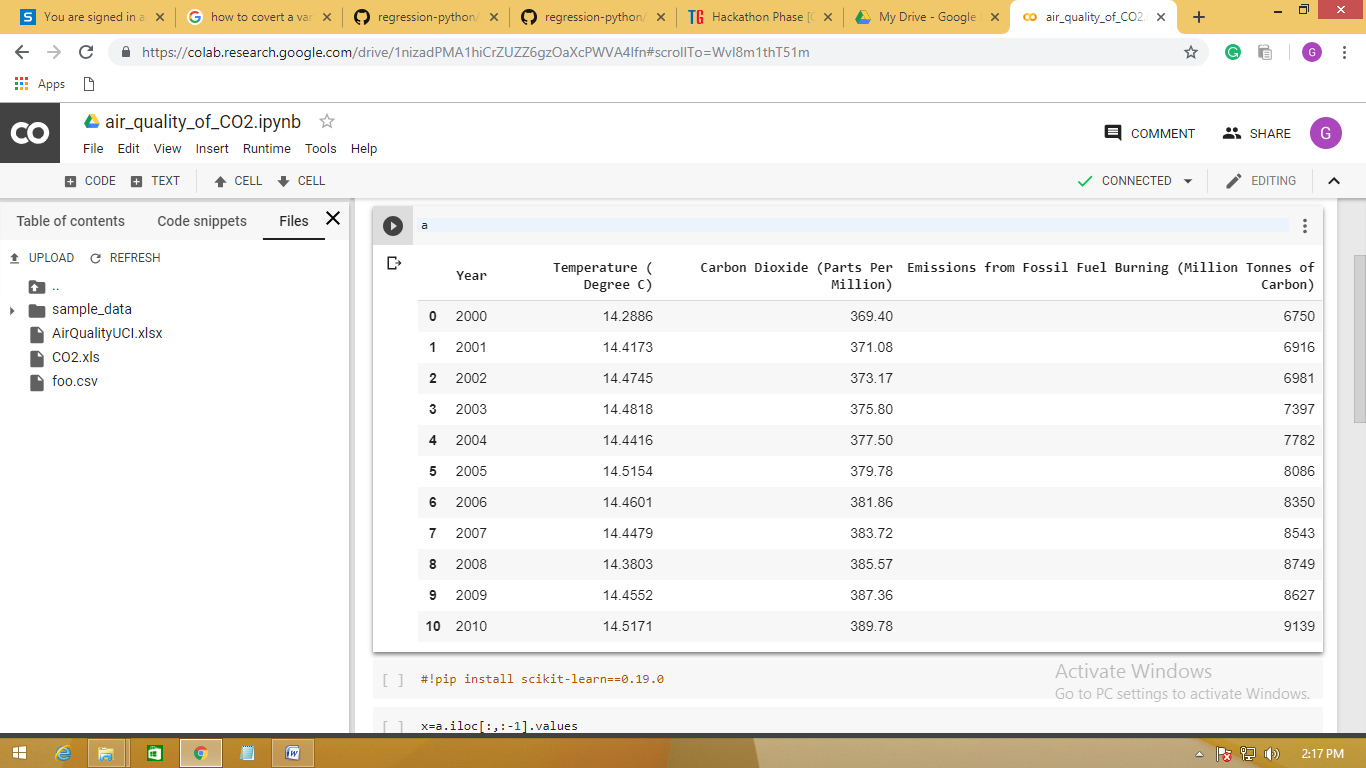 You are signed in a
how to covert a var
regression-python/
regression-python/
Hackathon Phase [C
My Drive - Google
air_quality_of_CO2.
https://colab.research.google.com/drive/1nizadPMA1hiCrZUZZ6gzOaXcPWVA4lfn#scrollTo=Wvl8m1thT51m
G
Apps
CO
air_quality_of_CO2.ipynb
COMMENT
SHARE
G
File Edit View Insert Runtime Tools Help
CODE TEXT CELL CELL
CONNECTED EDITING
Table of contents Code snippets Files
UPLOAD REFRESH
..
sample_data
AirQualityUCI.xlsx
CO2.xls
foo.csv
a
Year Temperature ( Degree C) Carbon Dioxide (Parts Per Million) Emissions from Fossil Fuel Burning (Million Tonnes of Carbon)
0 2000 14.2886 369.40 6750
1 2001 14.4173 371.08 6916
2 2002 14.4745 373.17 6981
3 2003 14.4818 375.80 7397
4 2004 14.4416 377.50 7782
5 2005 14.5154 379.78 8086
6 2006 14.4601 381.86 8350
7 2007 14.4479 383.72 8543
8 2008 14.3803 385.57 8749
9 2009 14.4552 387.36 8627
10 2010 14.5171 389.78 9139
[ ] #!pip install scikit-learn==0.19.0
Activate Windows
Go to PC settings to activate Windows.
[ ] x=a.iloc[:,:-1].values
2:17 PM